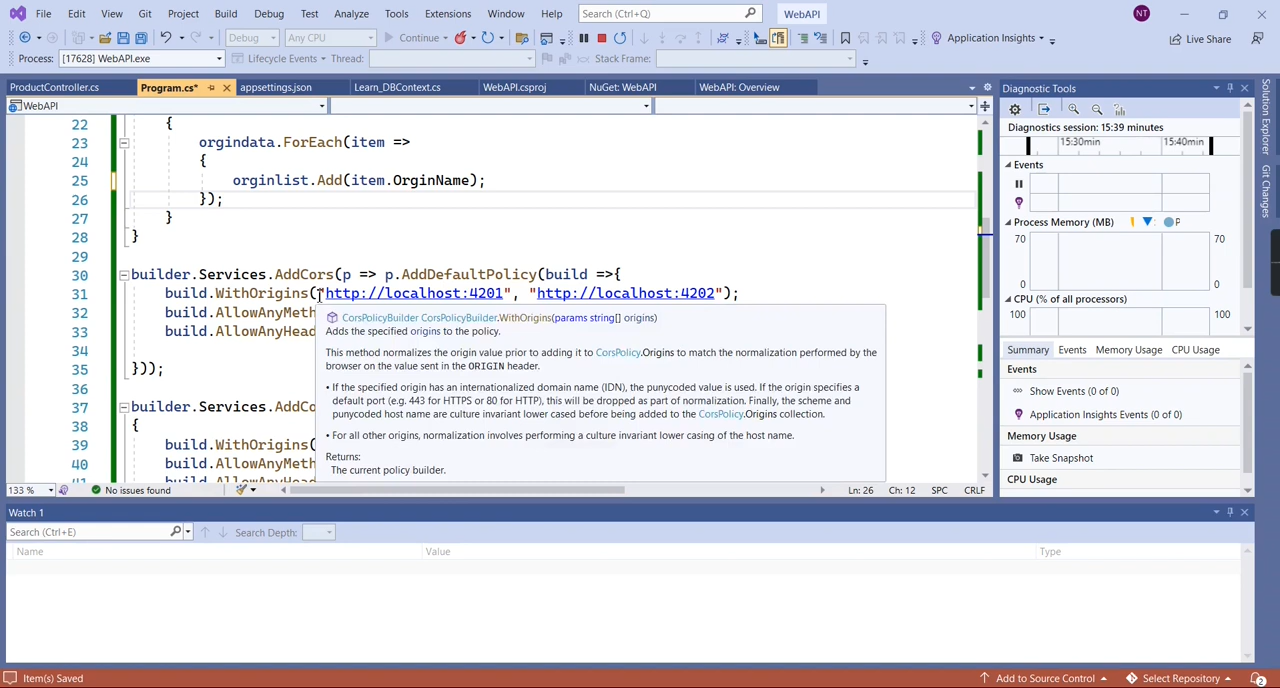 File Edit View Git Project Build Debug Test Analyze Tools Extensions Window Help Search (Ctrl+Q) WebAPI NT
Debug Any CPU Continue Application Insights Live Share
Process: [17628] WebAPI.exe Lifecycle Events Thread: Stack Frame:
ProductController.cs Program.cs* appsettings.json Learn_DBContext.cs WebAPI.csproj NuGet: WebAPI WebAPI: Overview
WebAPI
22 {
23 orgindata.ForEach(item =>
24 {
25 orginlist.Add(item.OrginName);
26 });
27 }
28 }
29
30 builder.Services.AddCors(p => p.AddDefaultPolicy(build =>{
31 build.WithOrigins("http://localhost:4201", "http://localhost:4202");
32 build.AllowAnyMeth
33 build.AllowAnyHead
34
35 }));
36
37 builder.Services.AddCo
38 {
39 build.WithOrigins(
40 build.AllowAnyMeth
41 build.AllowAnyHead
CorsPolicyBuilder CorsPolicyBuilder.WithOrigins(params string[] origins)
Adds the specified origins to the policy.
This method normalizes the origin value prior to adding it to CorsPolicy.Origins to match the normalization performed by the
browser on the value sent in the ORIGIN header.
• If the specified origin has an internationalized domain name (IDN), the punycoded value is used. If the origin specifies a
default port (e.g. 443 for HTTPS or 80 for HTTP), this will be dropped as part of normalization. Finally, the scheme and
punycoded host name are culture invariant lower cased before being added to the CorsPolicy.Origins collection.
• For all other origins, normalization involves performing a culture invariant lower casing of the host name.
Returns:
The current policy builder.
133 % No issues found Ln: 26 Ch: 12 SPC CRLF
Diagnostic Tools
Diagnostics session: 15:39 minutes
15:30min 15:40min
Events
Process Memory (MB) P
70 70
0 0
CPU (% of all processors)
100 100
Summary Events Memory Usage CPU Usage
Events
Show Events (0 of 0)
Application Insights Events (0 of 0)
Memory Usage
Take Snapshot
CPU Usage
Solution Explorer
Git Changes
Watch 1
Search (Ctrl+E) Search Depth:
Name Value Type
Item(s) Saved Add to Source Control Select Repository 2